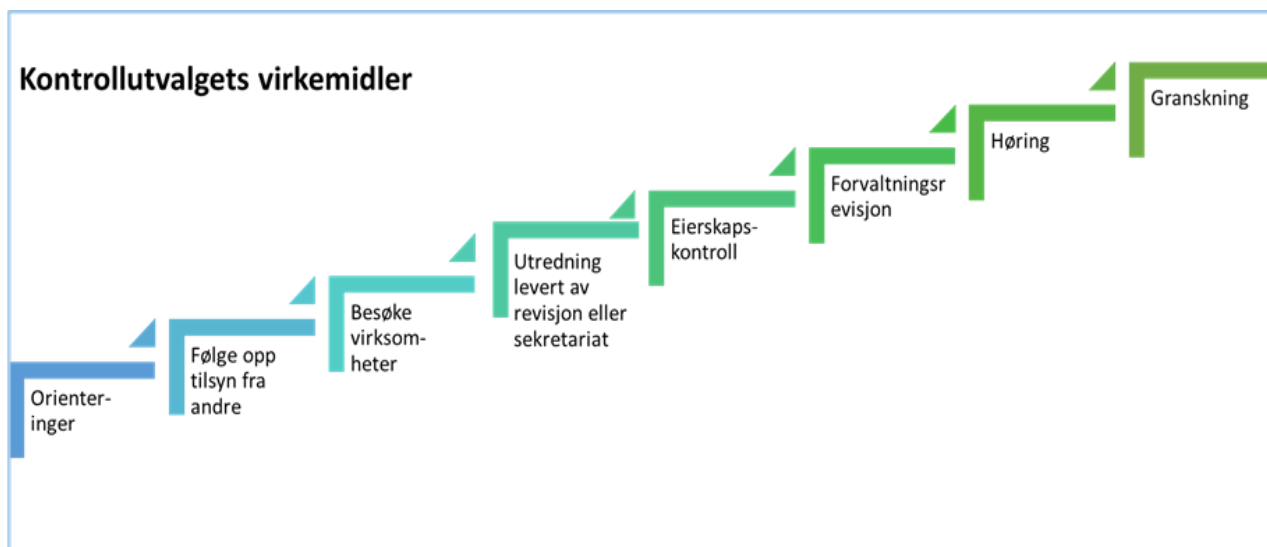 Kontrollutvalgets virkemidler
Orienter-
inger
Følge opp
tilsyn fra
andre
Besøke
virksom-
heter
Utredning
levert av
revisjon eller
sekretariat
Eierskaps-
kontroll
Forvaltningsr
evisjon
Høring
Granskning